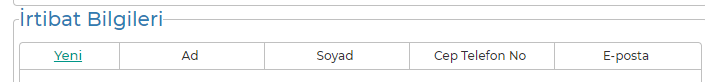 İrtibat Bilgileri
Yeni Ad Soyad Cep Telefon No E-posta